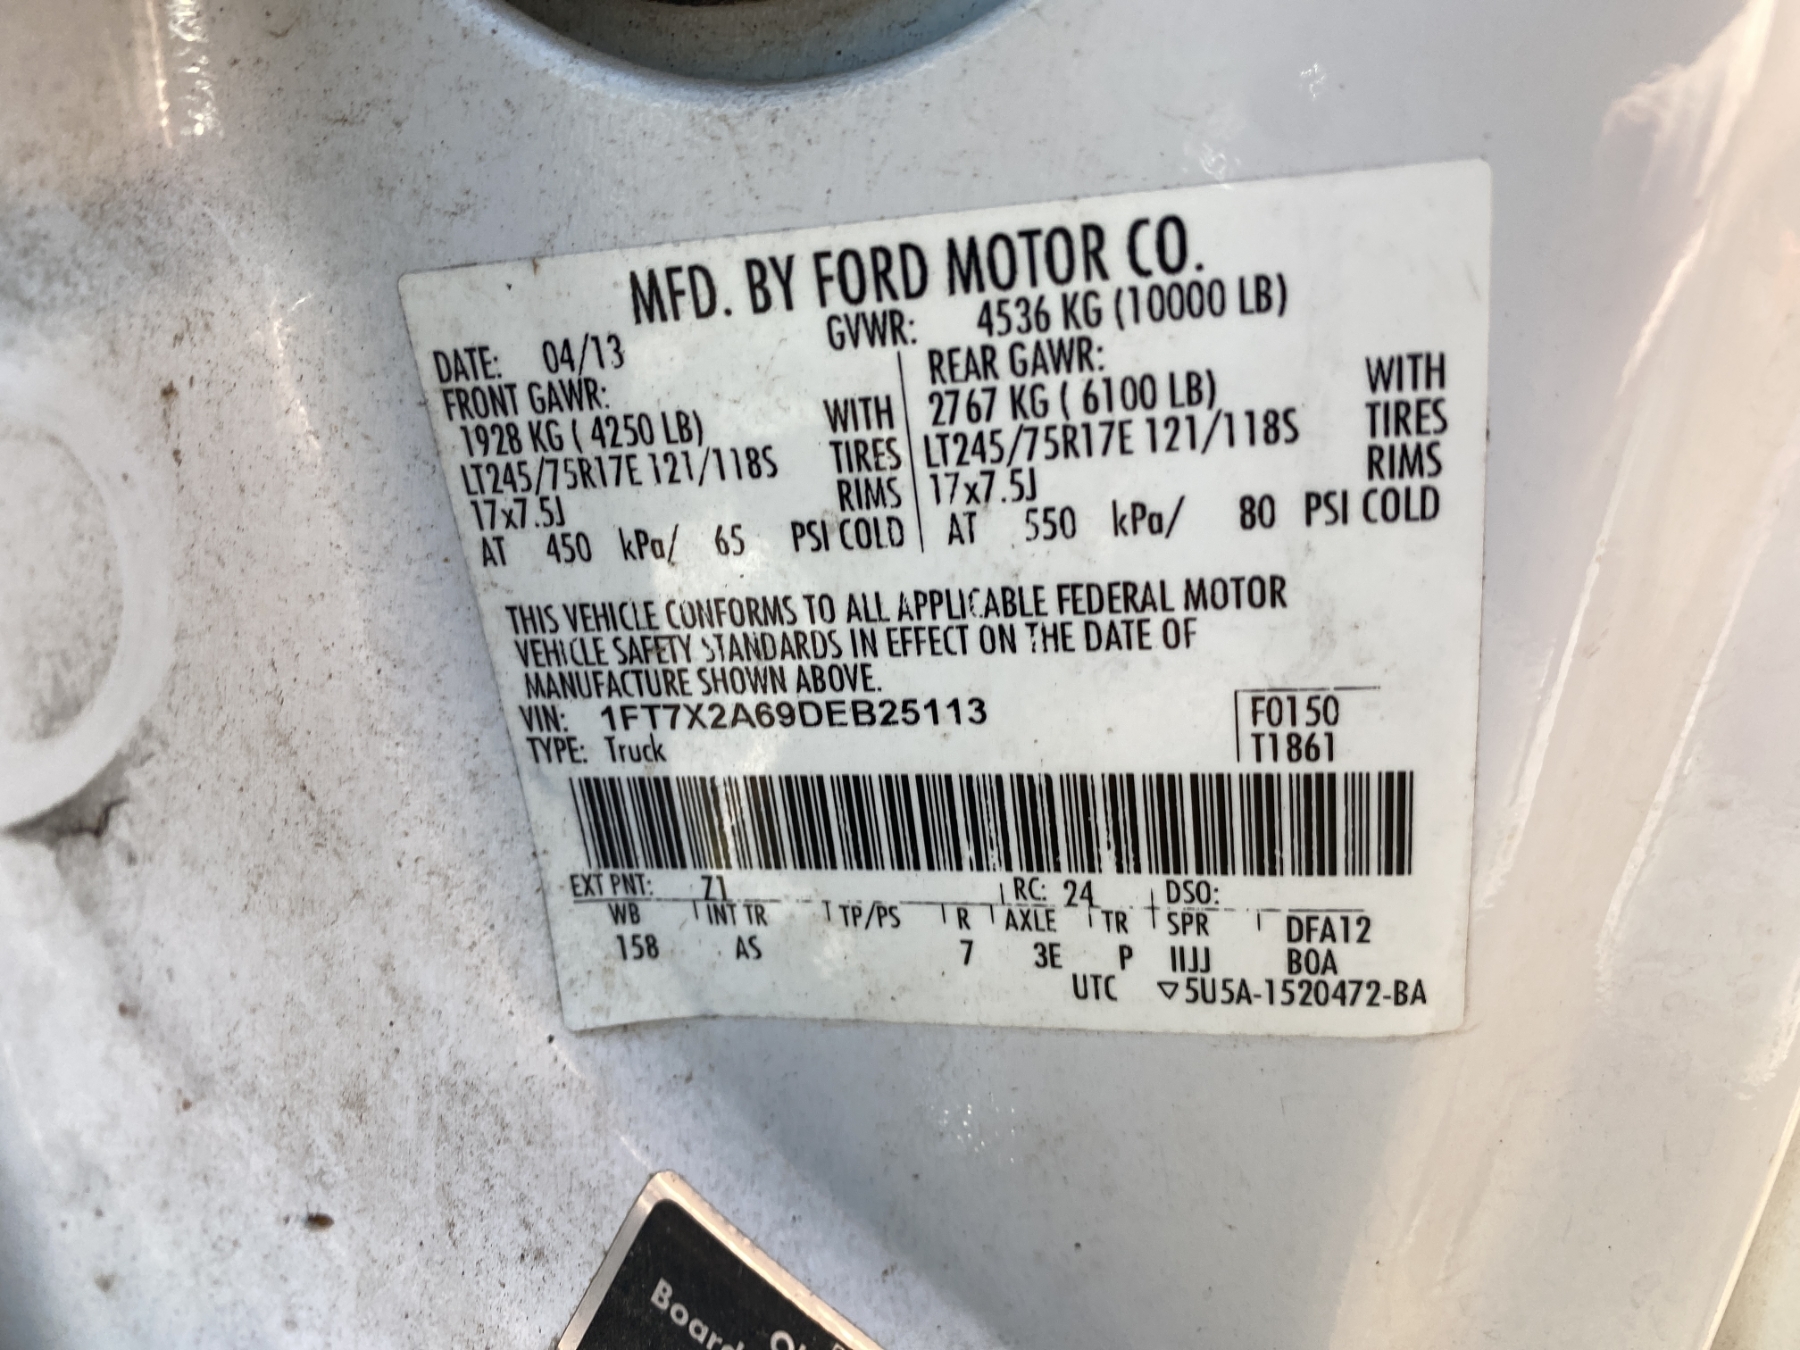 MFD. BY FORD MOTOR CO.
DATE: 04/13 GVWR: 4536 KG (10000 LB)
FRONT GAWR: REAR GAWR:
1928 KG ( 4250 LB) WITH 2767 KG ( 6100 LB) WITH
LT245/75R17E 121/118S TIRES LT245/75R17E 121/118S TIRES
17x7.5J RIMS 17x7.5J RIMS
AT 450 kPa/ 65 PSI COLD AT 550 kPa/ 80 PSI COLD
THIS VEHICLE CONFORMS TO ALL APPLICABLE FEDERAL MOTOR
VEHICLE SAFETY STANDARDS IN EFFECT ON THE DATE OF
MANUFACTURE SHOWN ABOVE.
VIN: 1FT7X2A69DEB25113 F0150
TYPE: Truck T1861
EXT PNT: Z1 RC: 24 DSO:
WB INT TR TP/PS R AXLE TR SPR DFA12
158 AS 7 3E P IIJJ BOA
UTC ▽5U5A-1520472-BA
Board